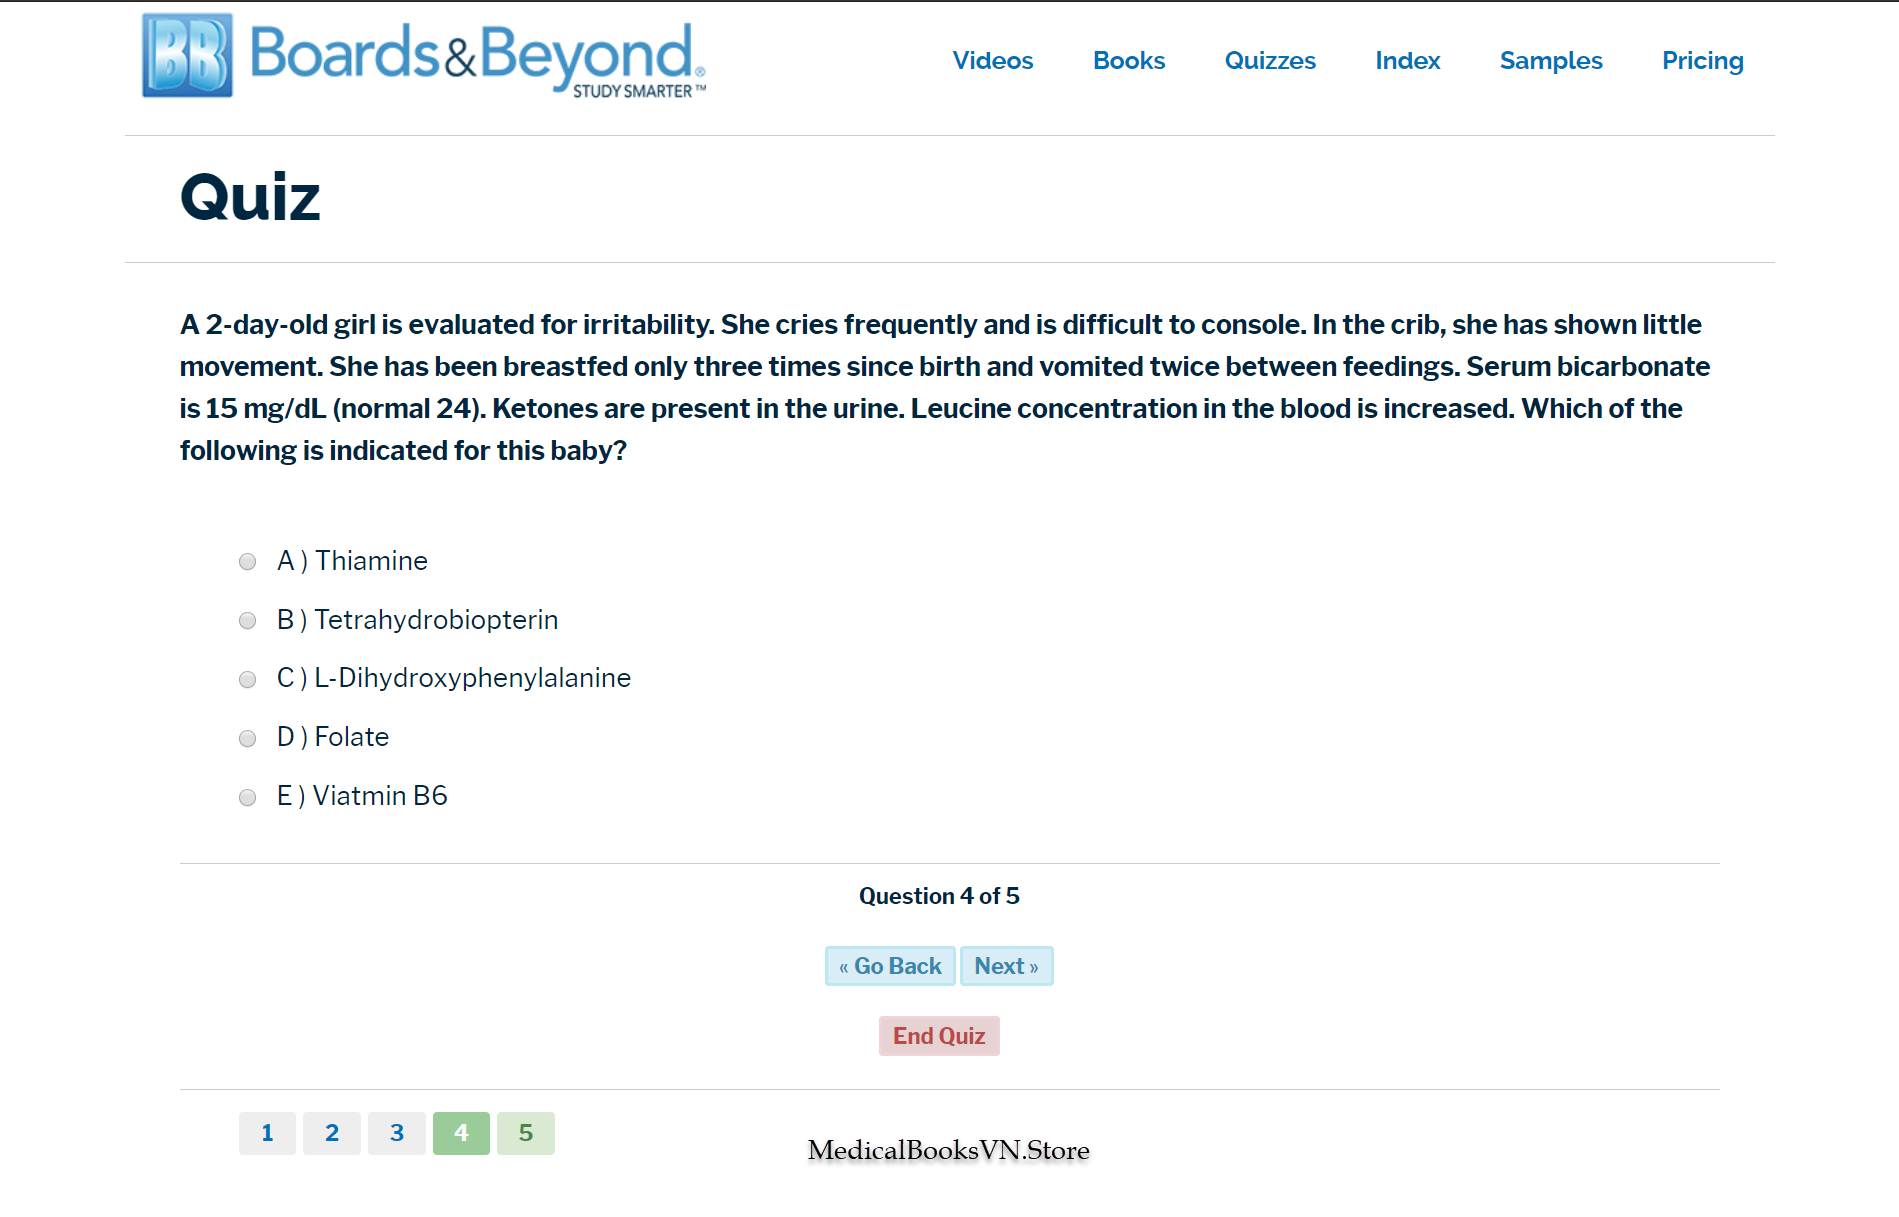 BB Boards&Beyond.®
STUDY SMARTER™
Videos Books Quizzes Index Samples Pricing
Quiz
A 2-day-old girl is evaluated for irritability. She cries frequently and is difficult to console. In the crib, she has shown little
movement. She has been breastfed only three times since birth and vomited twice between feedings. Serum bicarbonate
is 15 mg/dL (normal 24). Ketones are present in the urine. Leucine concentration in the blood is increased. Which of the
following is indicated for this baby?
A ) Thiamine
B ) Tetrahydrobiopterin
C ) L-Dihydroxyphenylalanine
D ) Folate
E ) Viatmin B6
Question 4 of 5
« Go Back Next »
End Quiz
1 2 3 4 5
MedicalBooksVN.Store